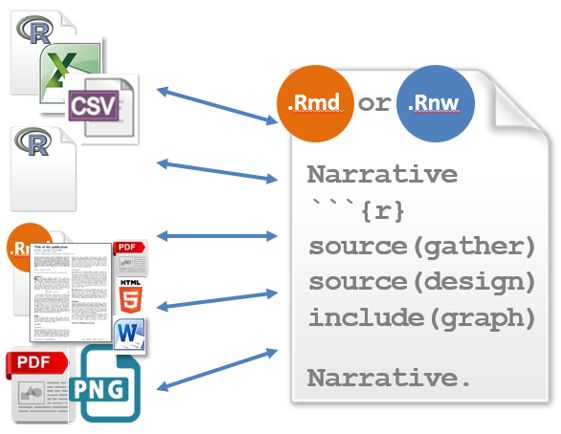 R
X
CSV
R
.Rm
Title of the publication
PDF
HTML
5
W
PDF
PNG
.Rmd or .Rnw
Narrative
```{r}
source(gather)
source(design)
include(graph)
Narrative.